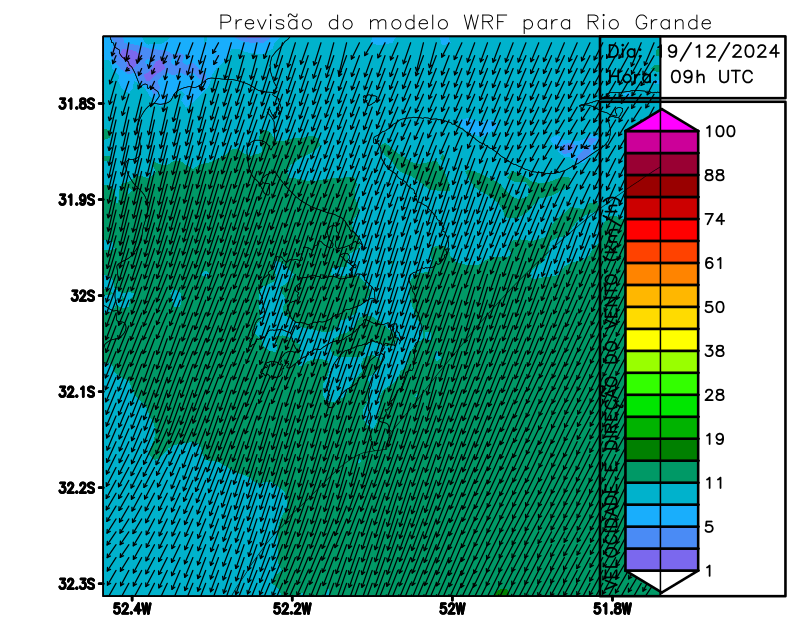 Previsão do modelo WRF para Rio Grande
Dia: 19/12/2024
Hora: 09h UTC
VELOCIDADE E DIREÇÃO DO VENTO (Km/h)
100
88
74
61
50
38
28
19
11
5
1
31.8S
31.9S
32S
32.1S
32.2S
32.3S
52.4W
52.2W
52W
51.8W